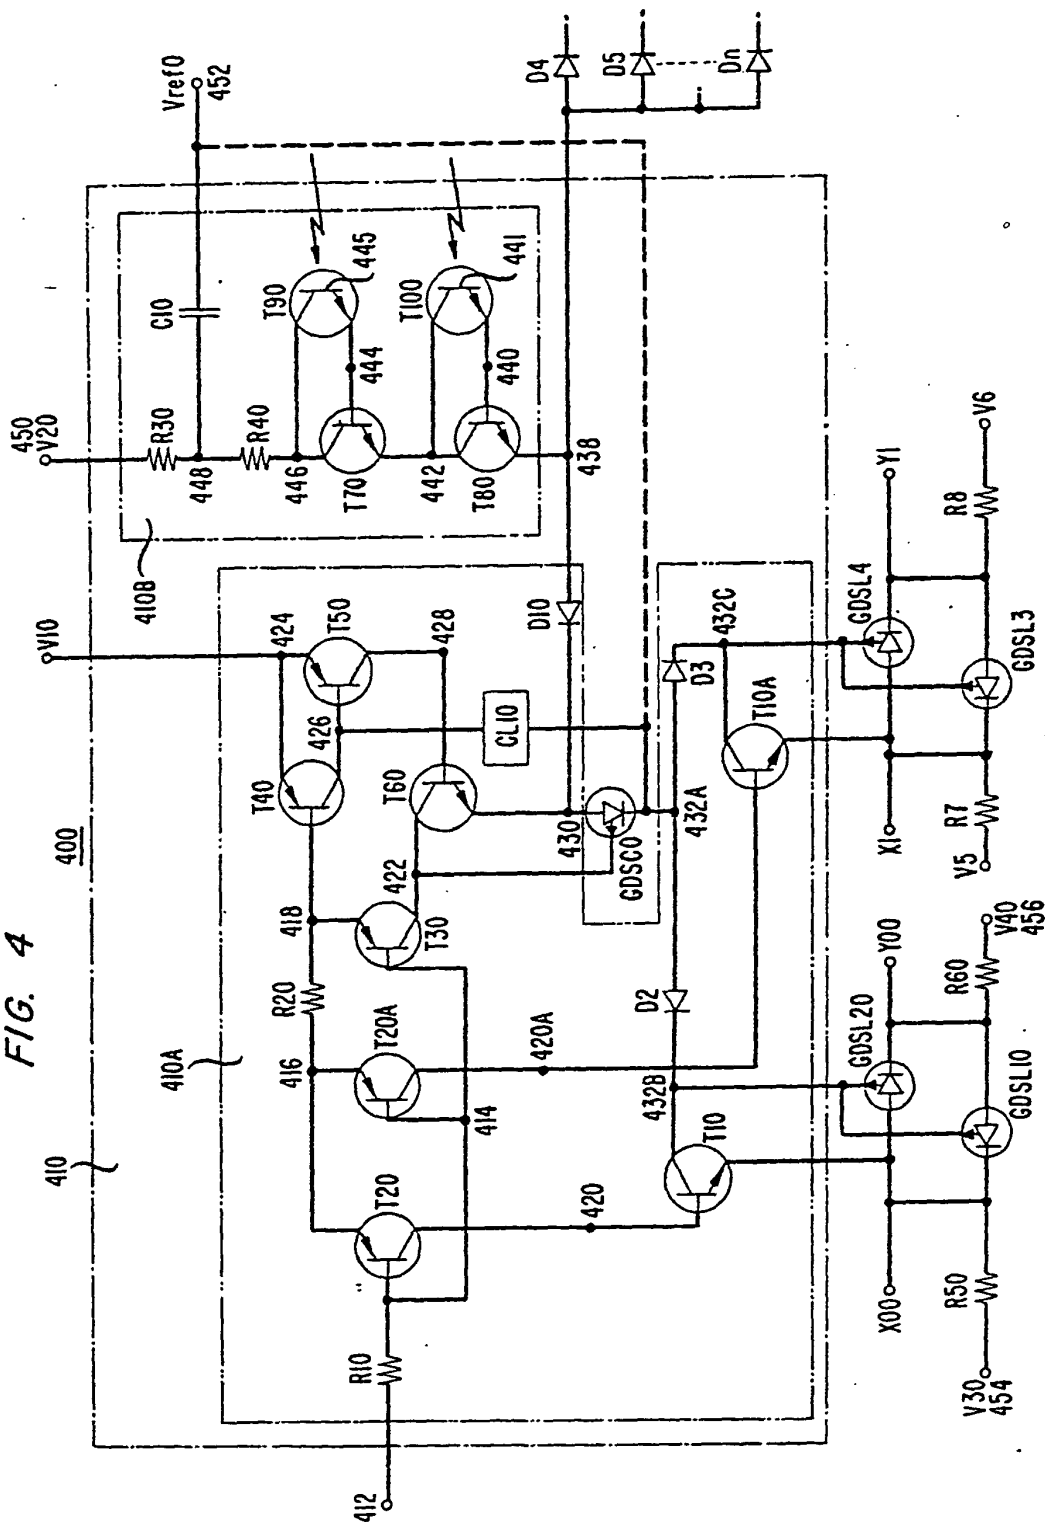 FIG. 4
400
410
410A
410B
412
R10
414
T20
T20A
416
R20
418
T30
422
T40
T50
424
426
428
T60
V10
450
V20
R30
448
C10
Vref0
452
R40
446
T90
445
T70
444
442
T100
441
T80
440
438
D4
D5
Dn
D10
CL10
430
GDSC0
432A
420
420A
432B
D2
D3
432C
T10
T10A
X00
Y00
GDSL20
GDSL10
R50
R60
V30
454
V40
456
X1
Y1
GDSL4
GDSL3
R7
R8
V5
V6